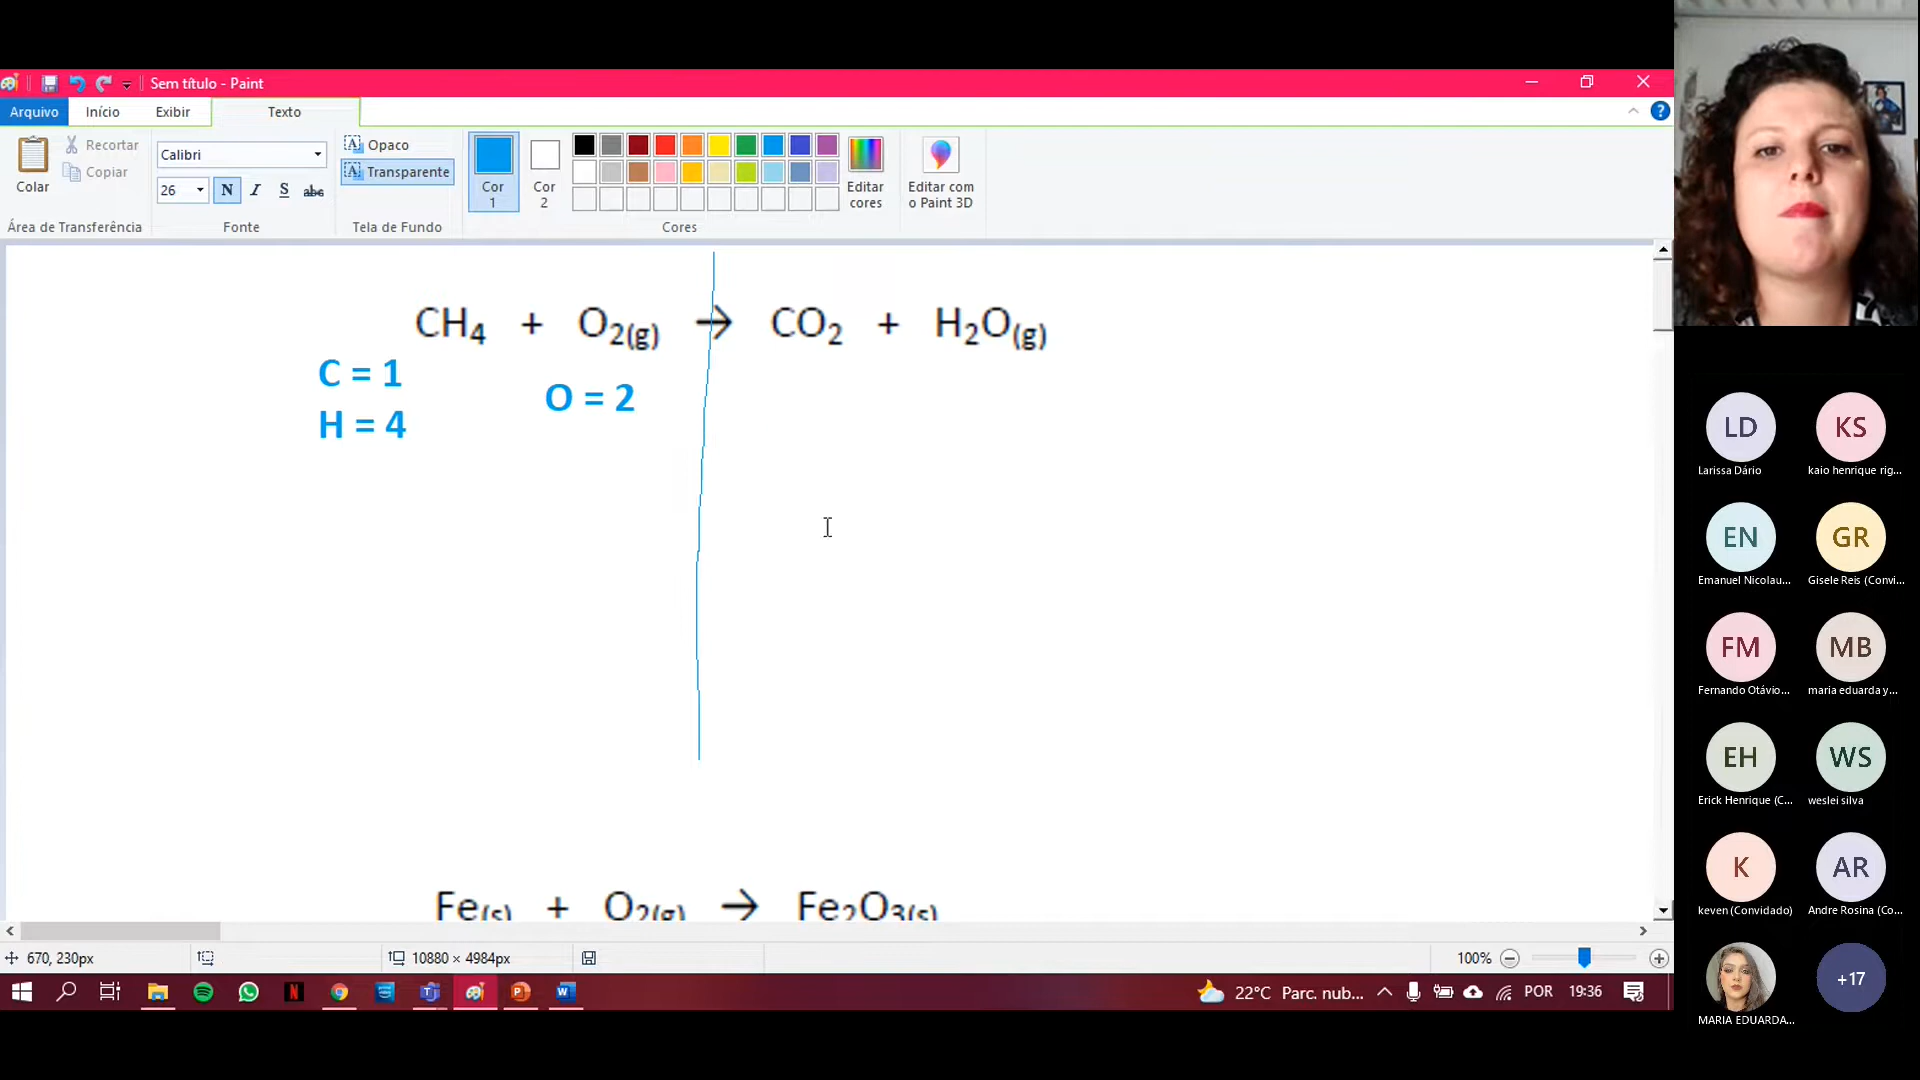 Sem título - Paint
Arquivo Início Exibir Texto
Colar
Recortar
Copiar
Área de Transferência
Calibri
26 N I S abc
Fonte
Opaco
Transparente
Tela de Fundo
Cor 1
Cor 2
Editar cores
Editar com o Paint 3D
Cores
CH₄ + O₂(g) → CO₂ + H₂O(g)
C = 1
H = 4
O = 2
Fe(s) + O₂(g) → Fe₂O₃(s)
670, 230px
10880 × 4984px
100%
22°C Parc. nub... POR 19:36
LD
Larissa Dário
KS
kaio henrique rig...
EN
Emanuel Nicolau...
GR
Gisele Reis (Convi...
FM
Fernando Otávio...
MB
maria eduarda y...
EH
Erick Henrique (C...
WS
weslei silva
K
keven (Convidado)
AR
Andre Rosina (Co...
MARIA EDUARDA...
+17